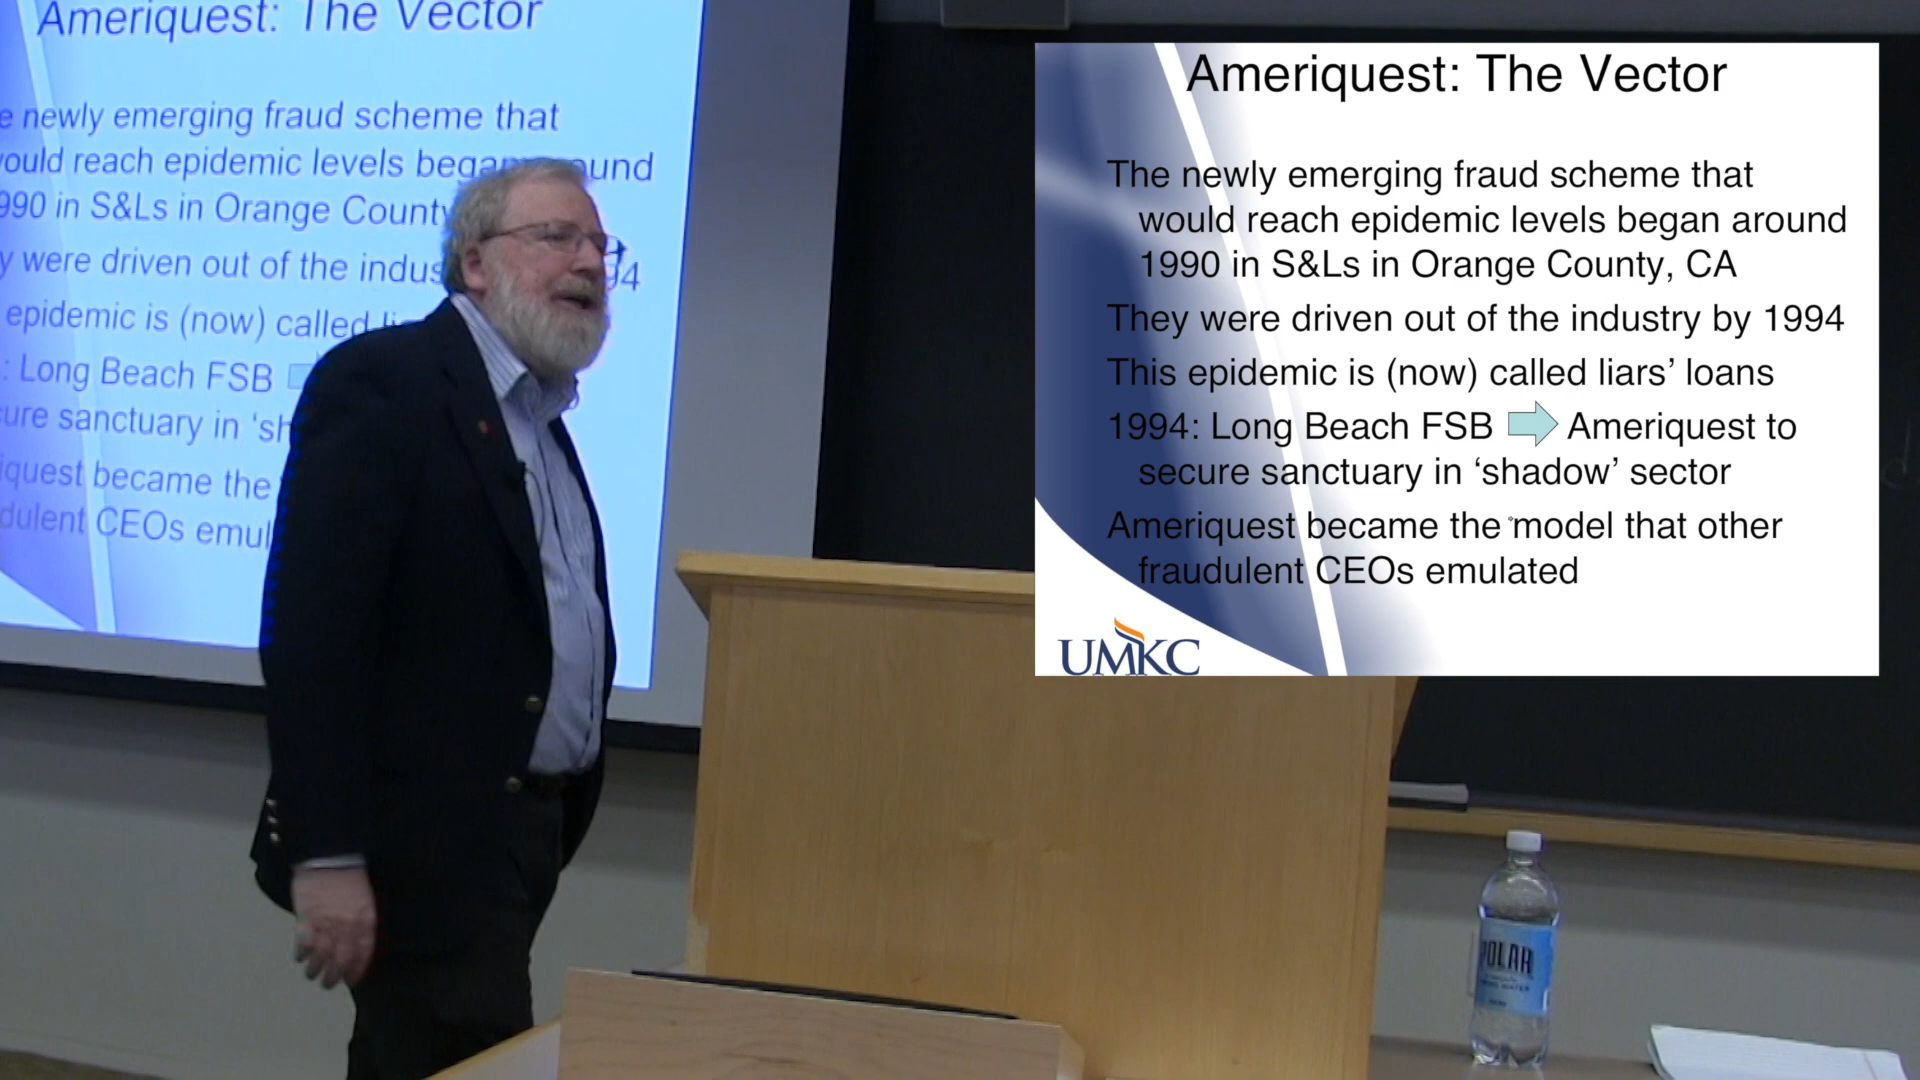 Ameriquest: The Vector
newly emerging fraud scheme that
reach epidemic levels
in S&Ls in Orange County
were driven out of the
epidemic is (now) called
: Long Beach FSB
sanctuary in
became the
CEOs
Ameriquest: The Vector
The newly emerging fraud scheme that
would reach epidemic levels began around
1990 in S&Ls in Orange County, CA
They were driven out of the industry by 1994
This epidemic is (now) called liars’ loans
1994: Long Beach FSB Ameriquest to
secure sanctuary in ‘shadow’ sector
Ameriquest became the model that other
fraudulent CEOs emulated
UMKC
POLAR